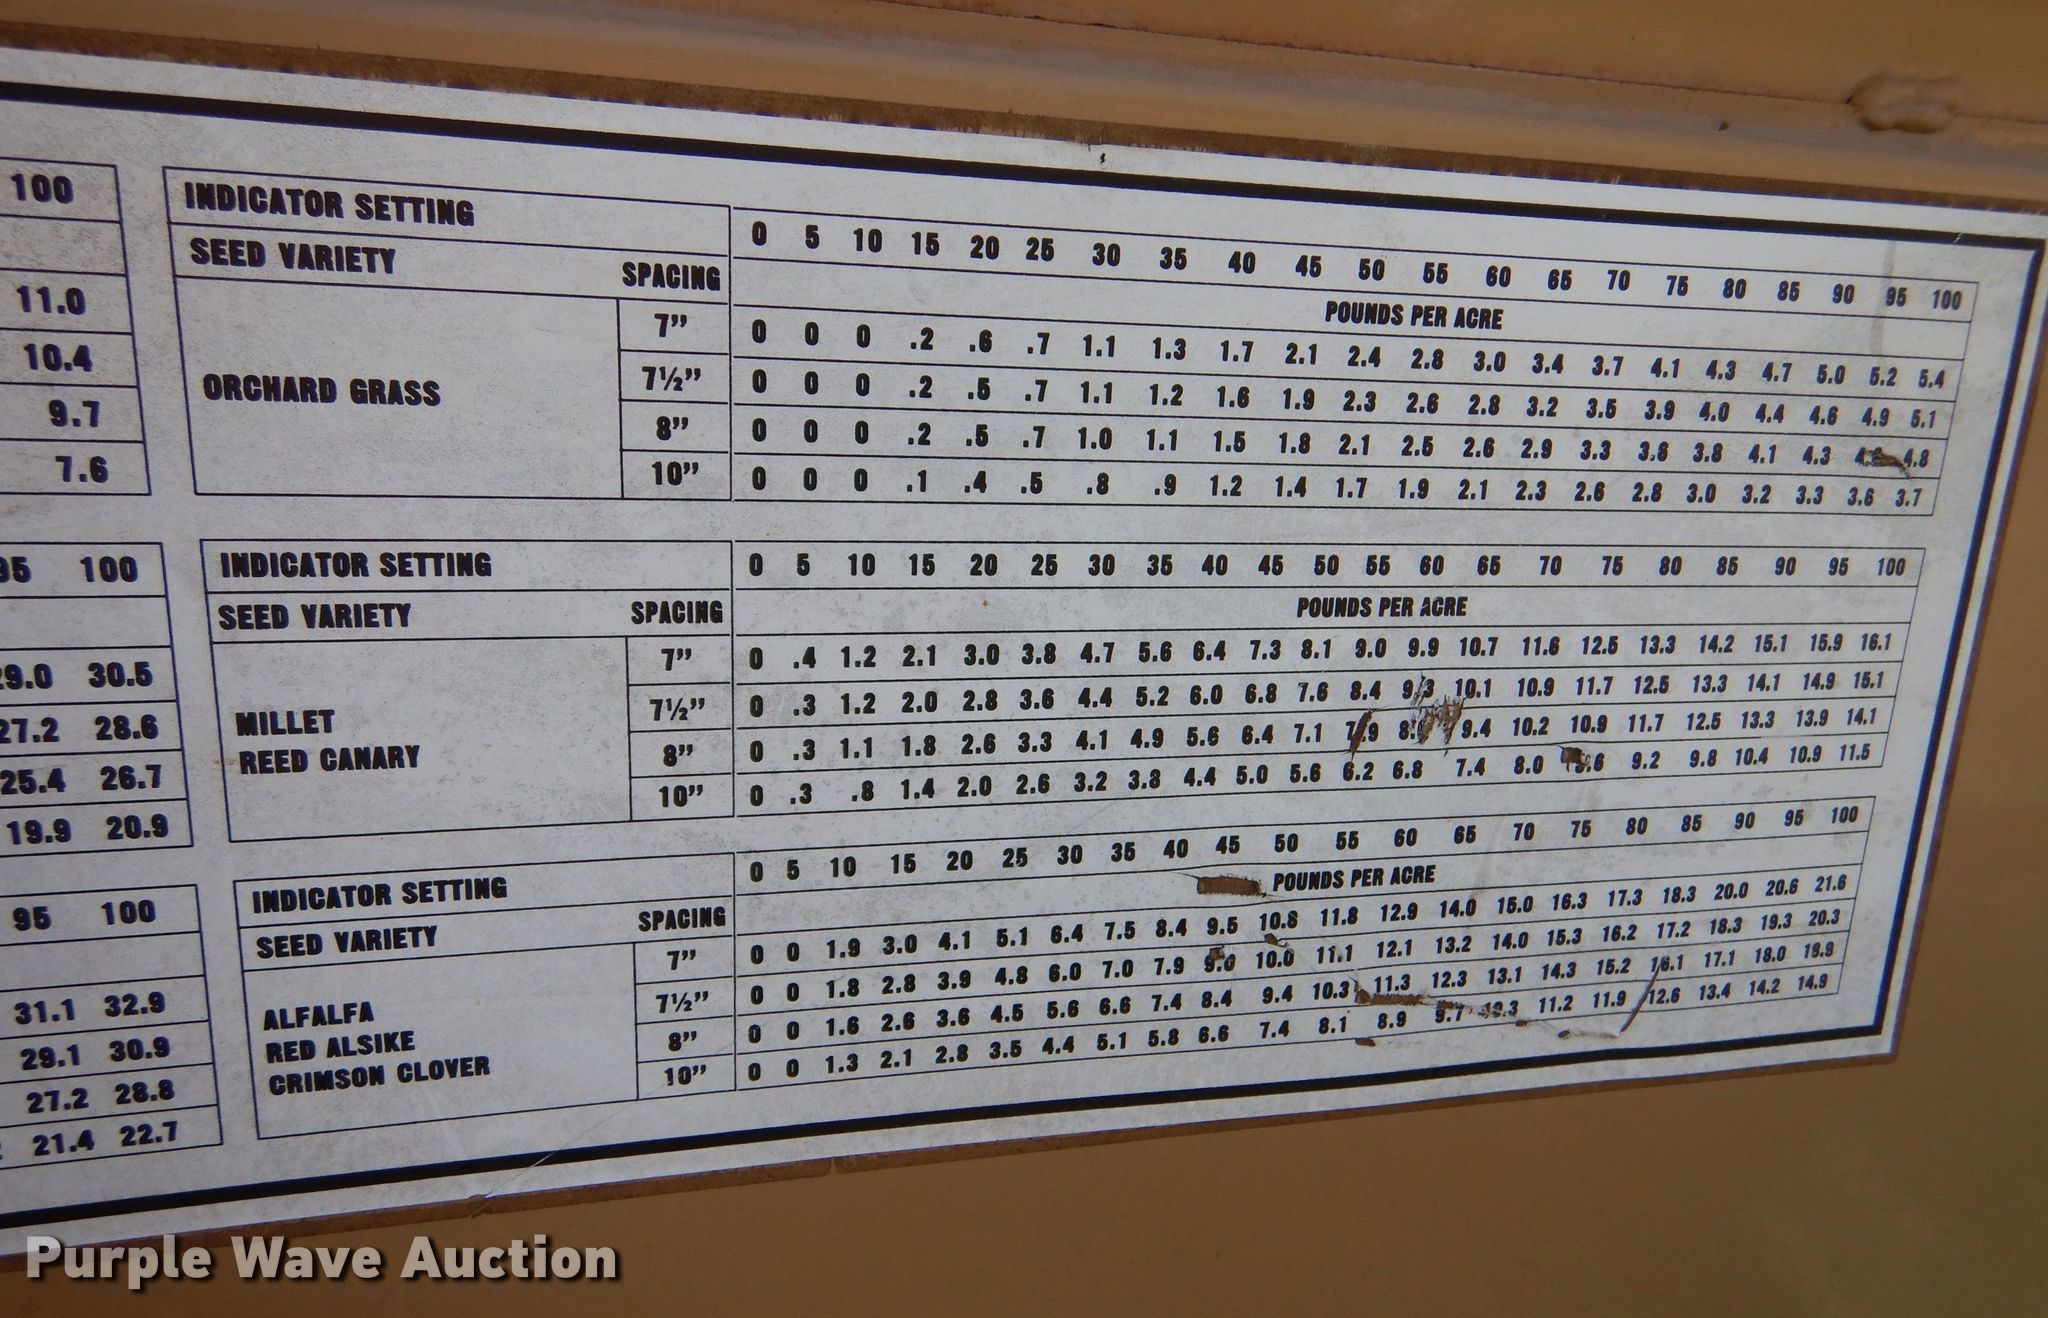 100
11.0
10.4
9.7
7.6
INDICATOR SETTING 0 5 10 15 20 25 30 35 40 45 50 55 60 65 70 75 80 85 90 95 100
SEED VARIETY SPACING POUNDS PER ACRE
ORCHARD GRASS
7" 0 0 0 .2 .6 .7 1.1 1.3 1.7 2.1 2.4 2.8 3.0 3.4 3.7 4.1 4.3 4.7 5.0 5.2 5.4
7½" 0 0 0 .2 .5 .7 1.1 1.2 1.6 1.9 2.3 2.6 2.8 3.2 3.5 3.9 4.0 4.4 4.6 4.9 5.1
8" 0 0 0 .2 .5 .7 1.0 1.1 1.5 1.8 2.1 2.5 2.6 2.9 3.3 3.6 3.8 4.1 4.3 4.8
10" 0 0 0 .1 .4 .5 .8 .9 1.2 1.4 1.7 1.9 2.1 2.3 2.6 2.8 3.0 3.2 3.3 3.6 3.7
95 100
29.0 30.5
27.2 28.6
25.4 26.7
19.9 20.9
INDICATOR SETTING 0 5 10 15 20 25 30 35 40 45 50 55 60 65 70 75 80 85 90 95 100
SEED VARIETY SPACING POUNDS PER ACRE
MILLET
REED CANARY
7" 0 .4 1.2 2.1 3.0 3.8 4.7 5.6 6.4 7.3 8.1 9.0 9.9 10.7 11.6 12.5 13.3 14.2 15.1 15.9 16.1
7½" 0 .3 1.2 2.0 2.8 3.6 4.4 5.2 6.0 6.8 7.6 8.4 9.3 10.1 10.9 11.7 12.5 13.3 14.1 14.9 15.1
8" 0 .3 1.1 1.8 2.6 3.3 4.1 4.9 5.6 6.4 7.1 7.9 9.4 10.2 10.9 11.7 12.5 13.3 13.9 14.1
10" 0 .3 .8 1.4 2.0 2.6 3.2 3.8 4.4 5.0 5.6 6.2 6.8 7.4 8.0 9.2 9.8 10.4 10.9 11.5
95 100
31.1 32.9
29.1 30.9
27.2 28.8
21.4 22.7
INDICATOR SETTING 0 5 10 15 20 25 30 35 40 45 50 55 60 65 70 75 80 85 90 95 100
SEED VARIETY SPACING POUNDS PER ACRE
ALFALFA
RED ALSIKE
CRIMSON CLOVER
7" 0 0 1.9 3.0 4.1 5.1 6.4 7.5 8.4 9.5 10.8 11.8 12.9 14.0 15.0 16.3 17.3 18.3 20.0 20.6 21.6
7½" 0 0 1.8 2.8 3.9 4.8 6.0 7.0 7.9 9.0 10.0 11.1 12.1 13.2 14.0 15.3 16.2 17.2 18.3 19.3 20.3
8" 0 0 1.6 2.6 3.6 4.5 5.6 6.6 7.4 8.4 9.4 10.3 11.3 12.3 13.1 14.3 15.2 16.1 17.1 18.0 18.9
10" 0 0 1.3 2.1 2.8 3.5 4.4 5.1 5.8 6.6 7.4 8.1 8.9 9.7 11.2 11.9 12.6 13.4 14.2 14.9
Purple Wave Auction